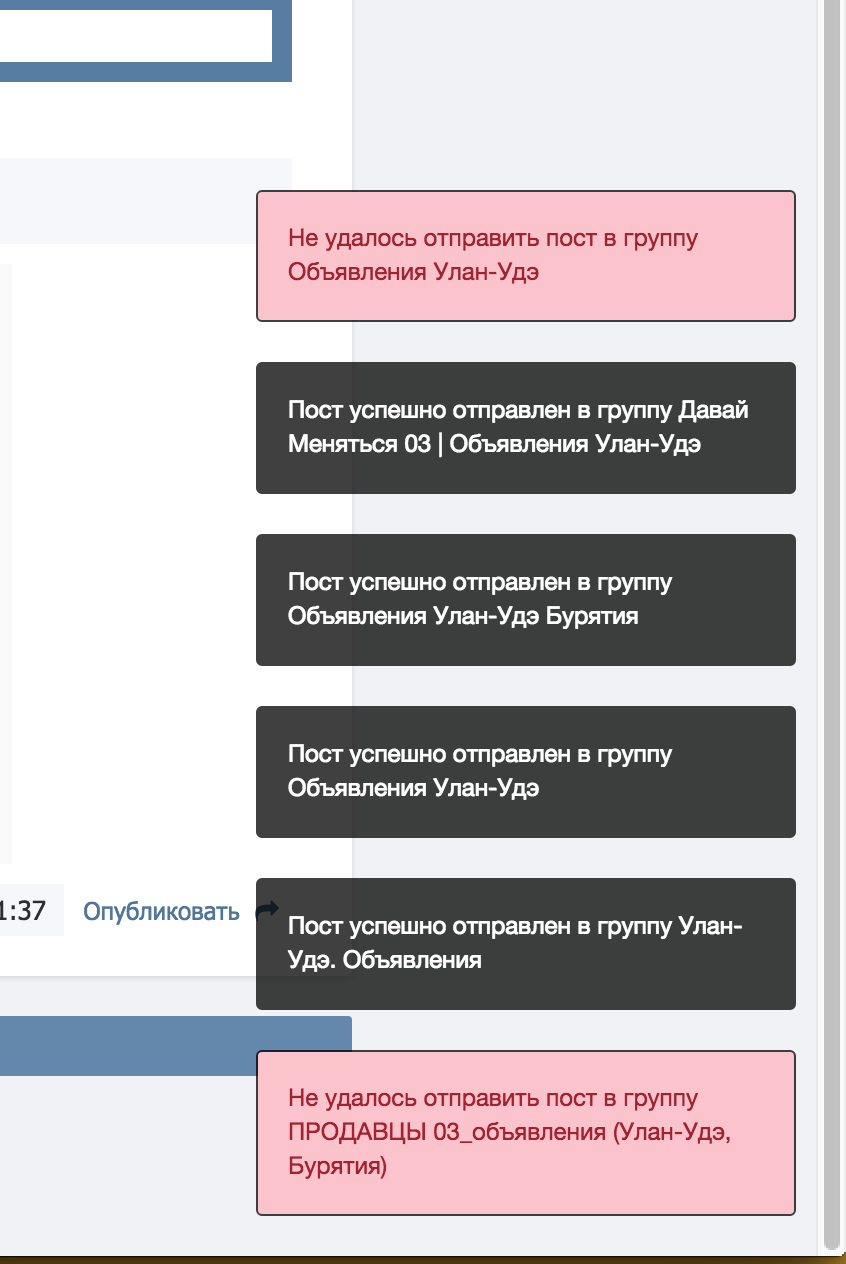 Не удалось отправить пост в группу
Объявления Улан-Удэ
Пост успешно отправлен в группу Давай
Меняться 03 | Объявления Улан-Удэ
Пост успешно отправлен в группу
Объявления Улан-Удэ Бурятия
Пост успешно отправлен в группу
Объявления Улан-Удэ
1:37 Опубликовать
Пост успешно отправлен в группу Улан-
Удэ. Объявления
Не удалось отправить пост в группу
ПРОДАВЦЫ 03_объявления (Улан-Удэ,
Бурятия)